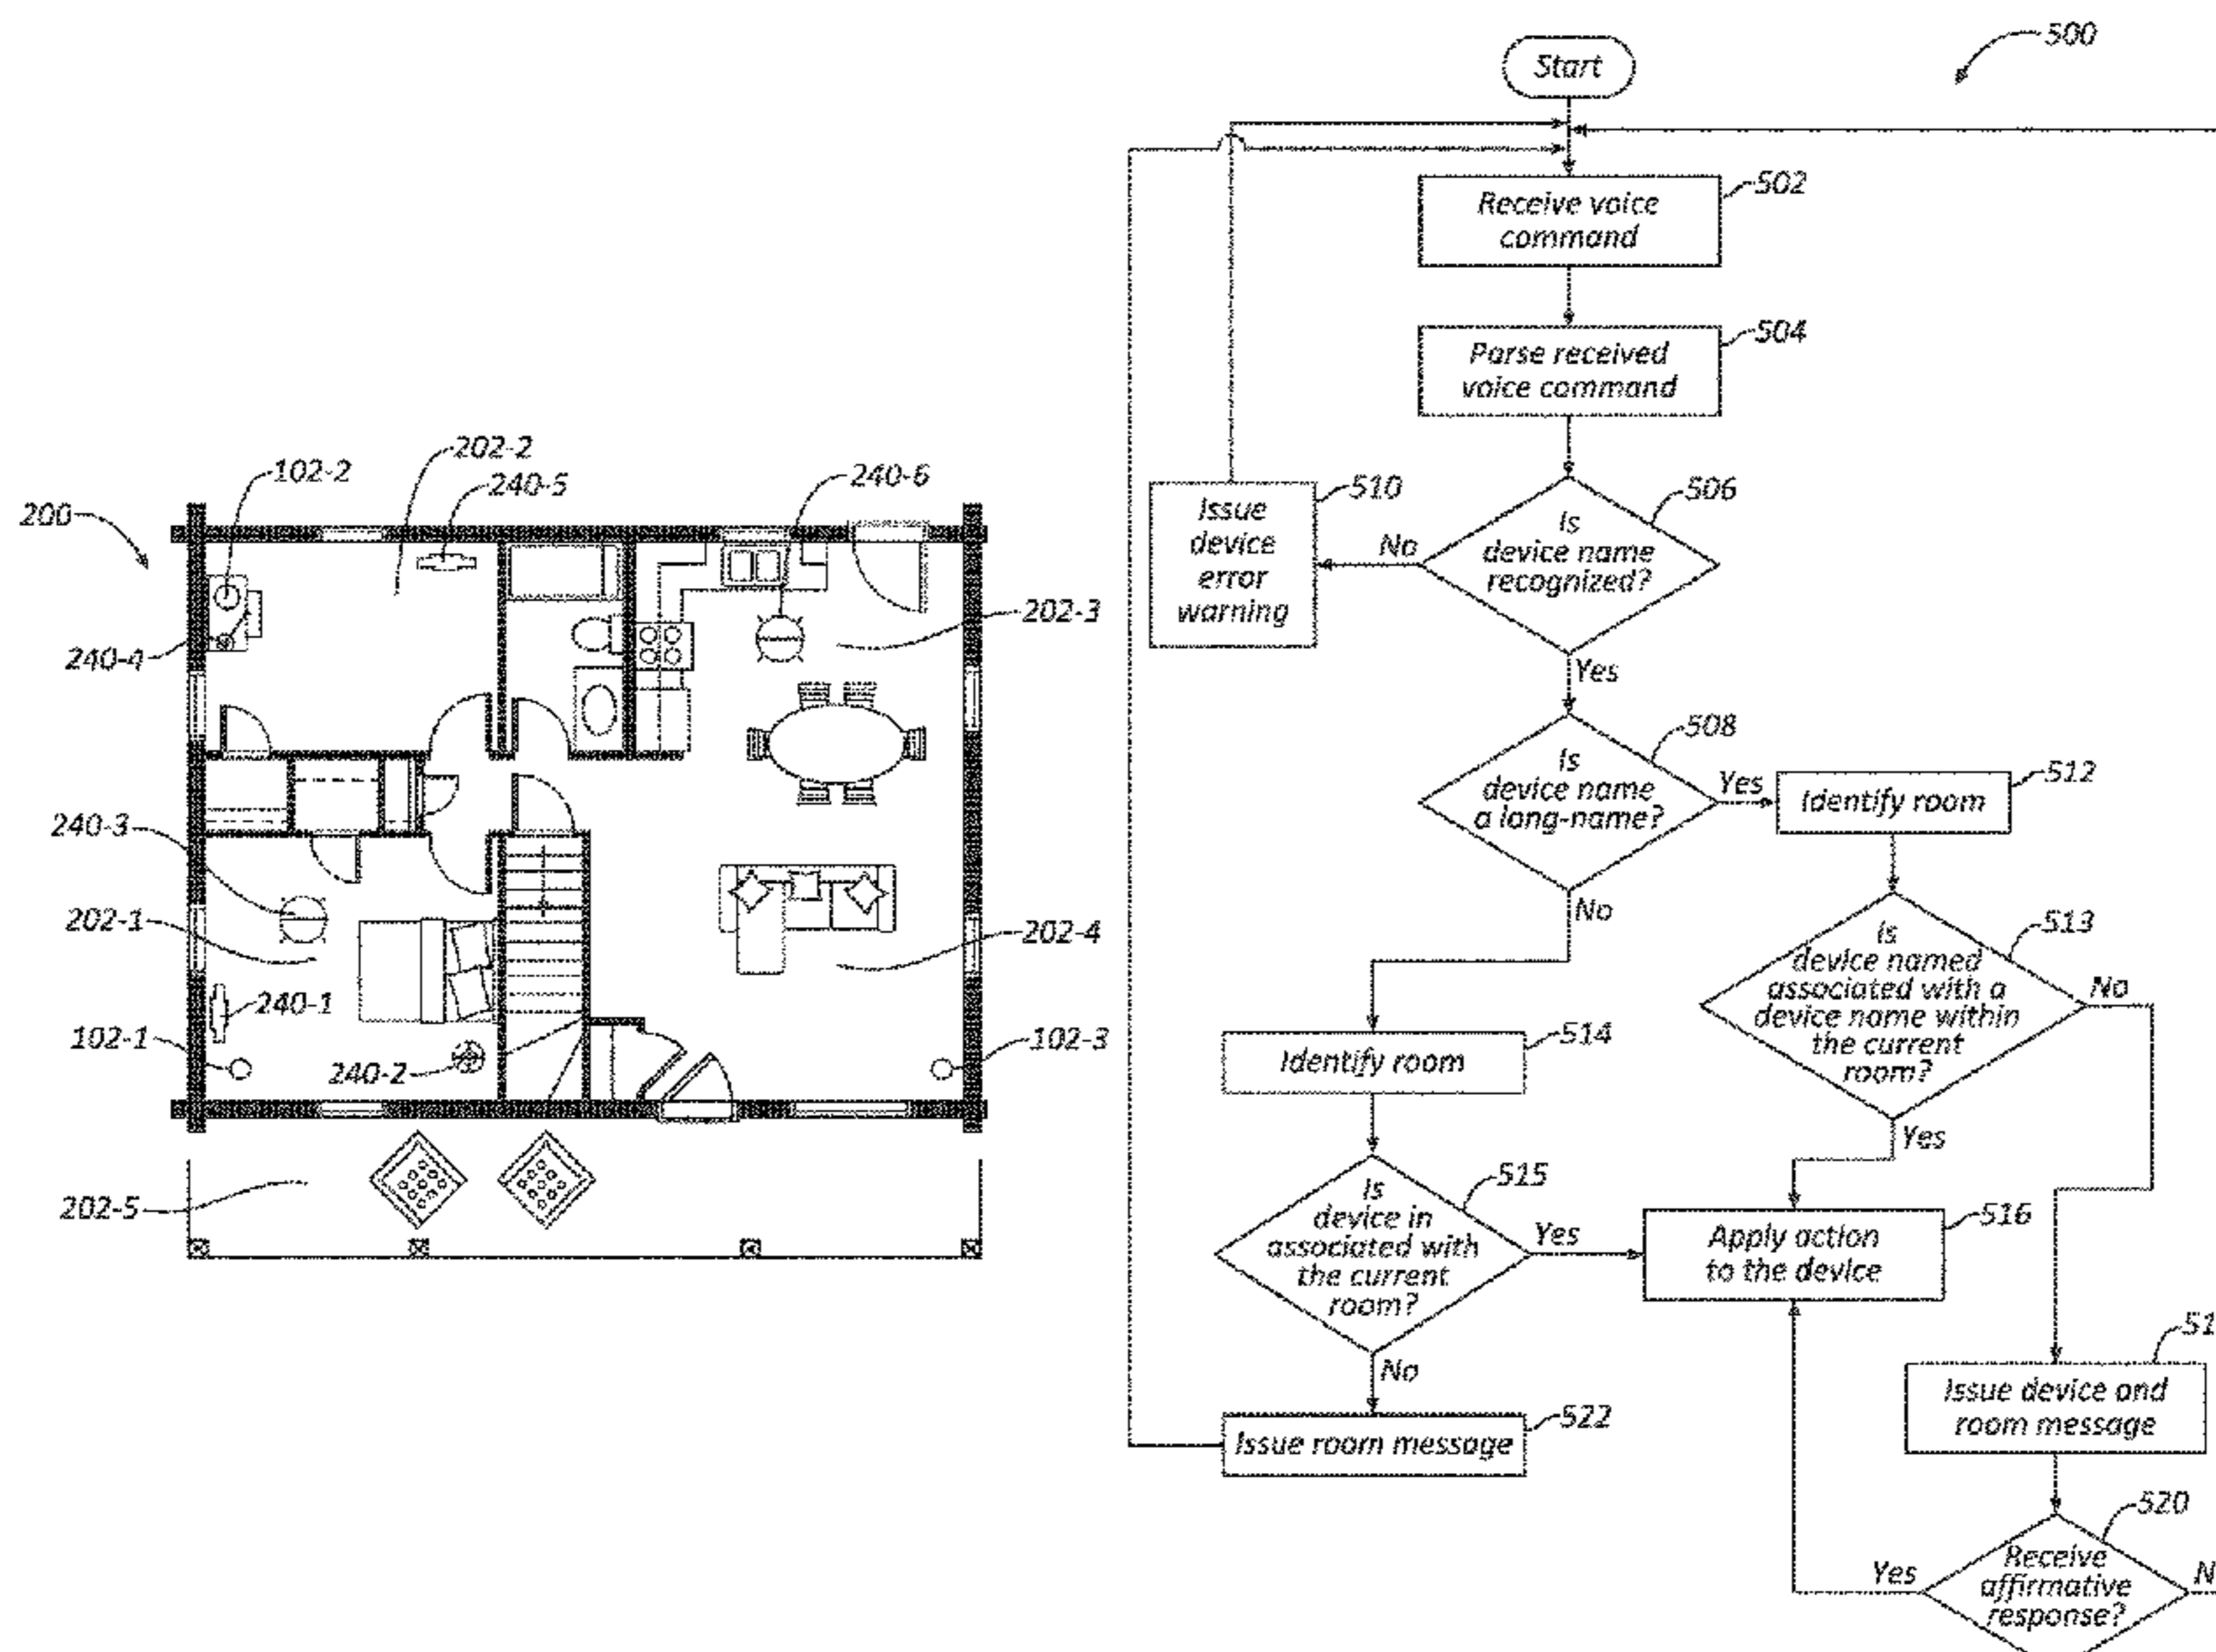 200
102-2
202-2
240-5
240-6
240-4
202-3
240-3
202-1
202-4
240-1
102-1
240-2
102-3
202-5
500
Start
502
Receive voice
command
504
Parse received
voice command
506
Is
device name
recognized?
No
510
Issue
device
error
warning
Yes
508
Is
device name
a long-name?
Yes
512
Identify room
No
513
Is
device named
associated with a
device name within
the current
room?
No
Yes
514
Identify room
515
Is
device in
associated with
the current
room?
Yes
516
Apply action
to the device
No
522
Issue room message
51
Issue device and
room message
520
Receive
affirmative
response?
Yes
N